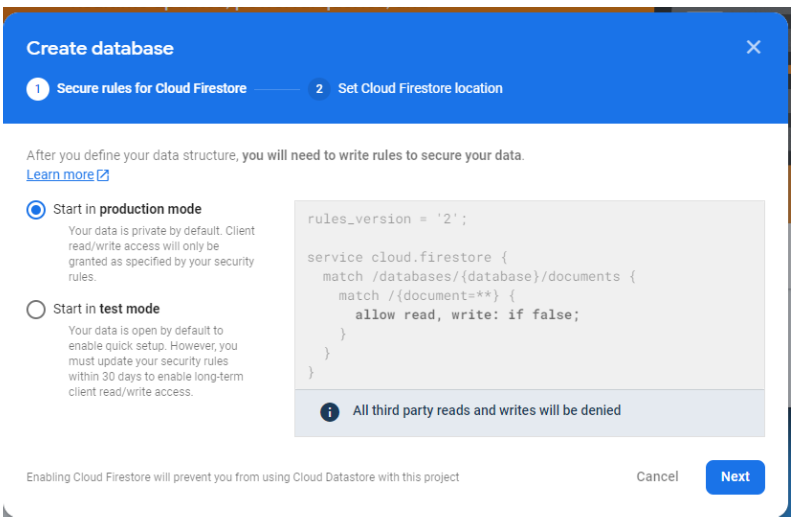 Create database
1 Secure rules for Cloud Firestore 2 Set Cloud Firestore location
After you define your data structure, you will need to write rules to secure your data.
Learn more
Start in production mode
Your data is private by default. Client
read/write access will only be
granted as specified by your security
rules.
Start in test mode
Your data is open by default to
enable quick setup. However, you
must update your security rules
within 30 days to enable long-term
client read/write access.
rules_version = '2';
service cloud.firestore {
match /databases/{database}/documents {
match /{document=**} {
allow read, write: if false;
}
}
}
All third party reads and writes will be denied
Enabling Cloud Firestore will prevent you from using Cloud Datastore with this project
Cancel
Next